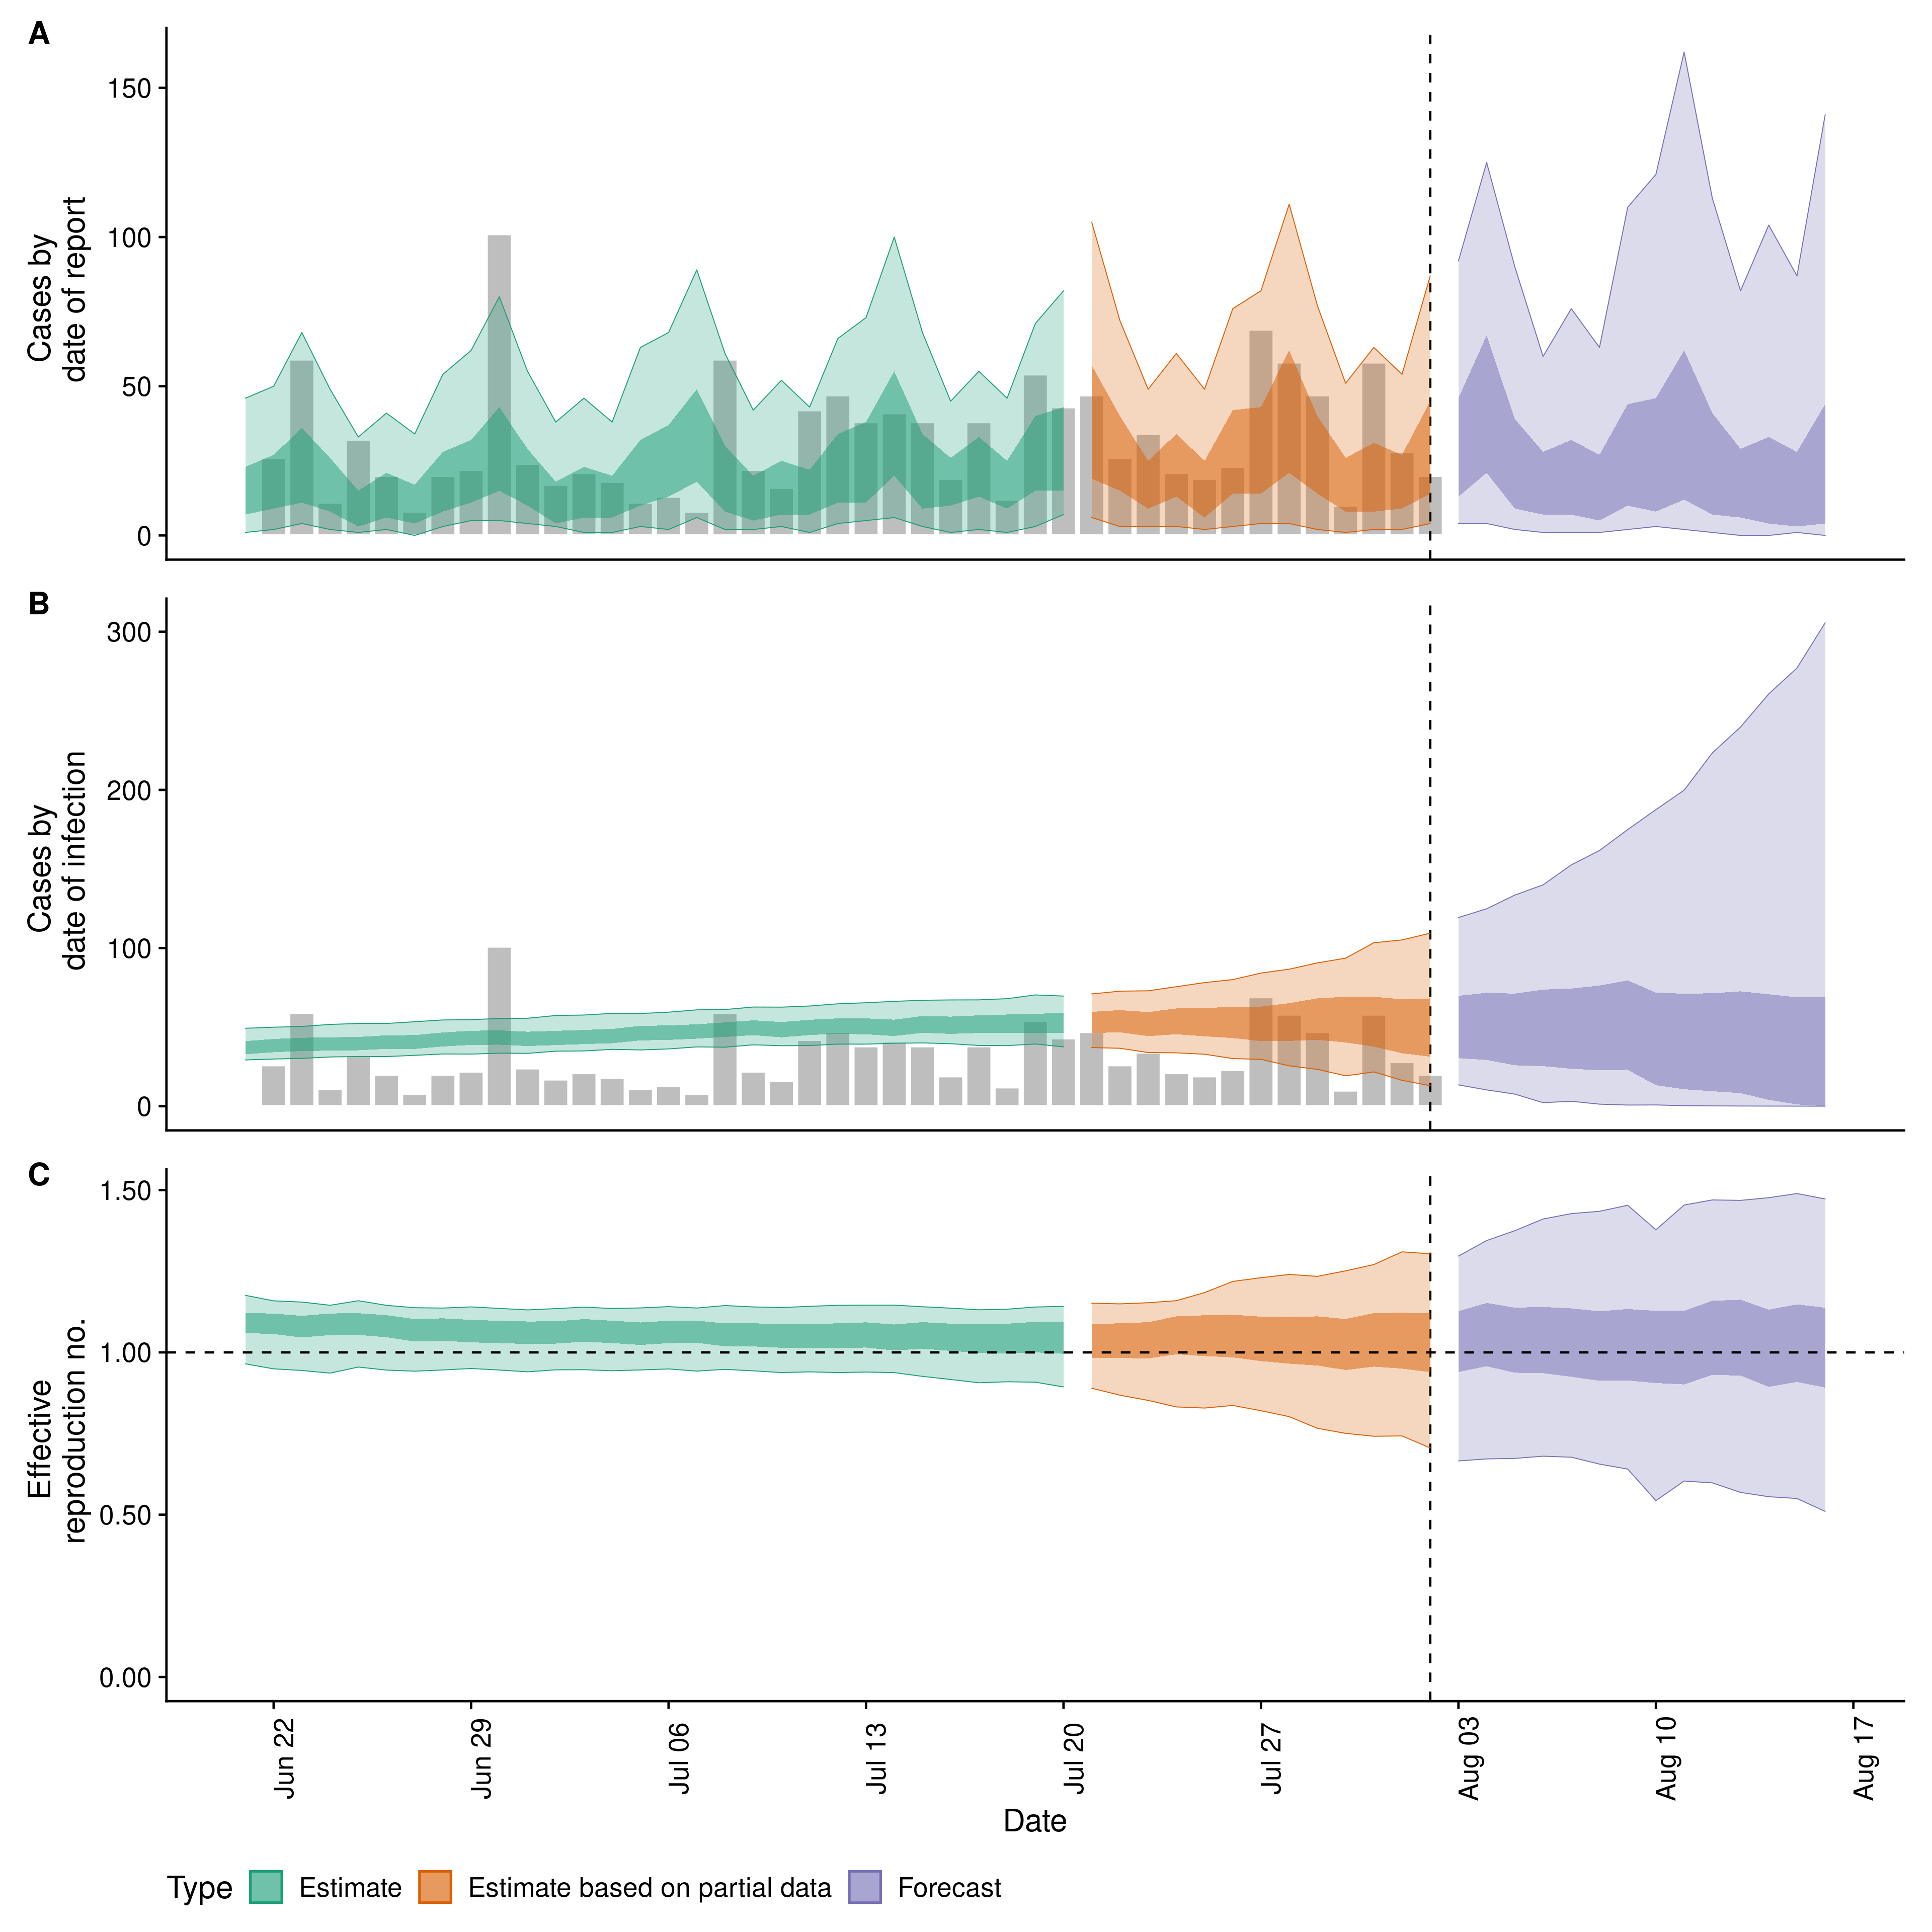 A
Cases by
date of report
150
100
50
0
B
Cases by
date of infection
300
200
100
0
C
Effective
reproduction no.
1.50
1.00
0.50
0.00
Jun 22
Jun 29
Jul 06
Jul 13
Jul 20
Jul 27
Aug 03
Aug 10
Aug 17
Date
Type Estimate Estimate based on partial data Forecast